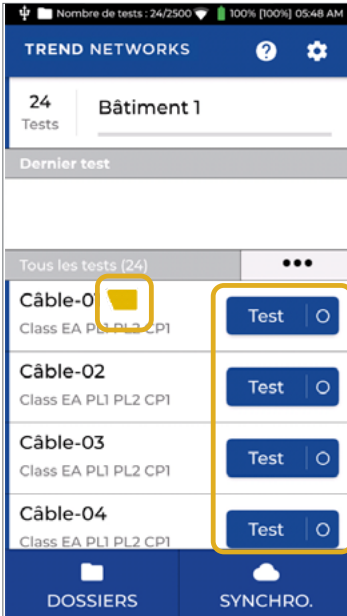 Nombre de tests : 24/2500 100% [100%] 05:48 AM
TREND NETWORKS ?
24 Tests Bâtiment 1
Dernier test
Tous les tests (24) •••
Câble-01 Test
Class EA PL1 PL2 CP1
Câble-02 Test
Class EA PL1 PL2 CP1
Câble-03 Test
Class EA PL1 PL2 CP1
Câble-04 Test
Class EA PL1 PL2 CP1
DOSSIERS SYNCHRO.